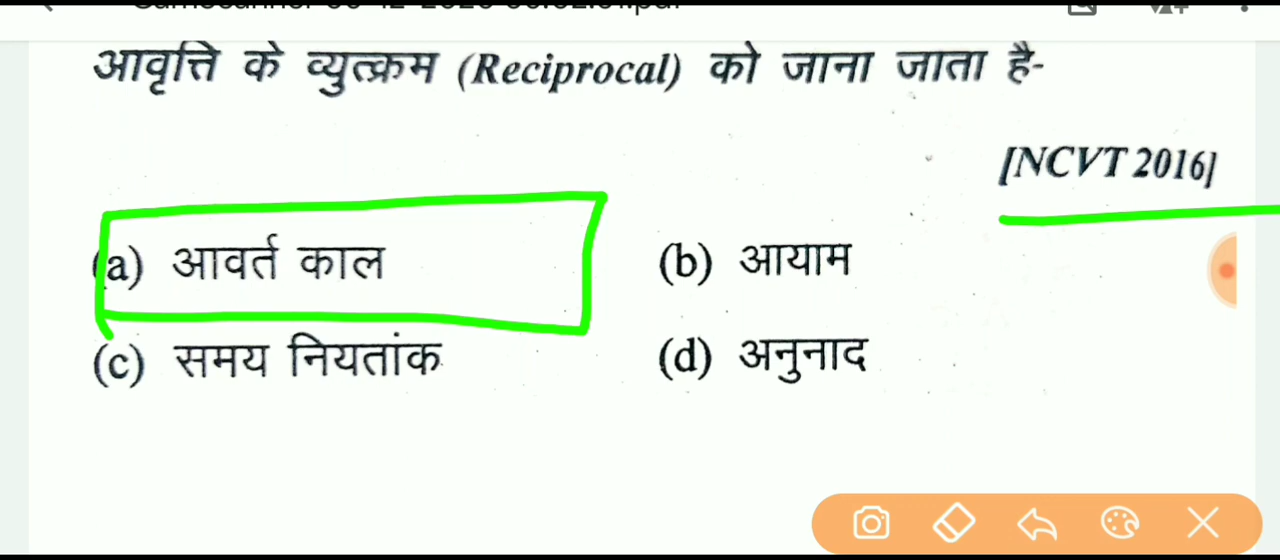 आवृत्ति के व्युत्क्रम (Reciprocal) को जाना जाता है-
[NCVT 2016]
(a) आवर्त काल (b) आयाम
(c) समय नियतांक (d) अनुनाद